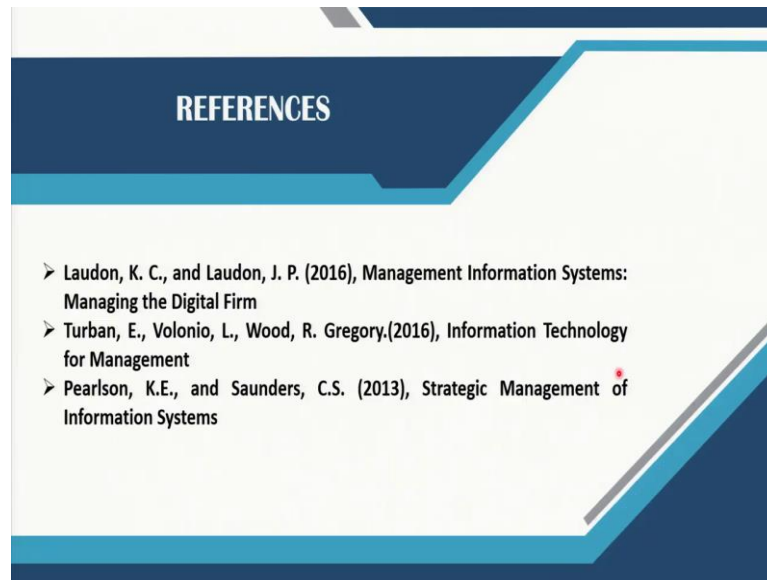 REFERENCES
➢ Laudon, K. C., and Laudon, J. P. (2016), Management Information Systems:
Managing the Digital Firm
➢ Turban, E., Volonio, L., Wood, R. Gregory.(2016), Information Technology
for Management
➢ Pearlson, K.E., and Saunders, C.S. (2013), Strategic Management of
Information Systems